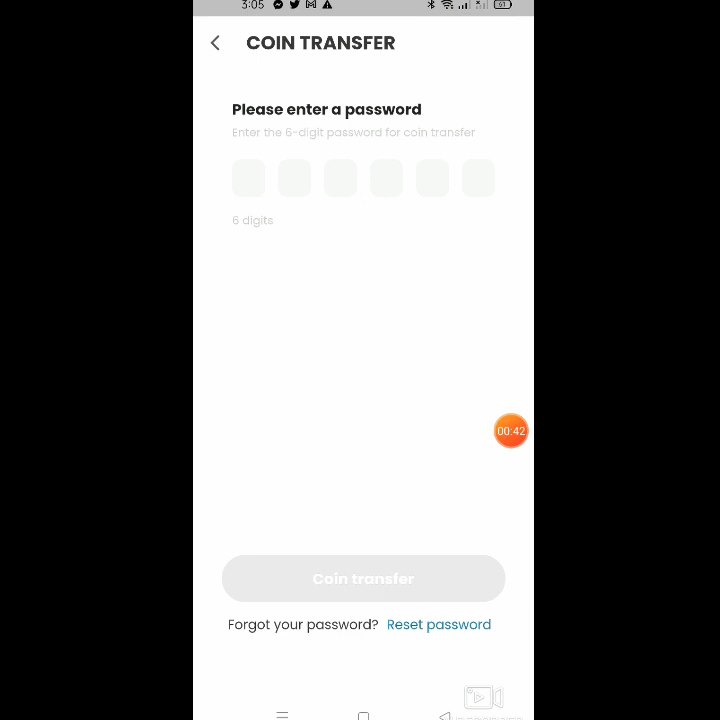 3:05
61
COIN TRANSFER
Please enter a password
Enter the 6-digit password for coin transfer
6 digits
00:42
Coin transfer
Forgot your password? Reset password